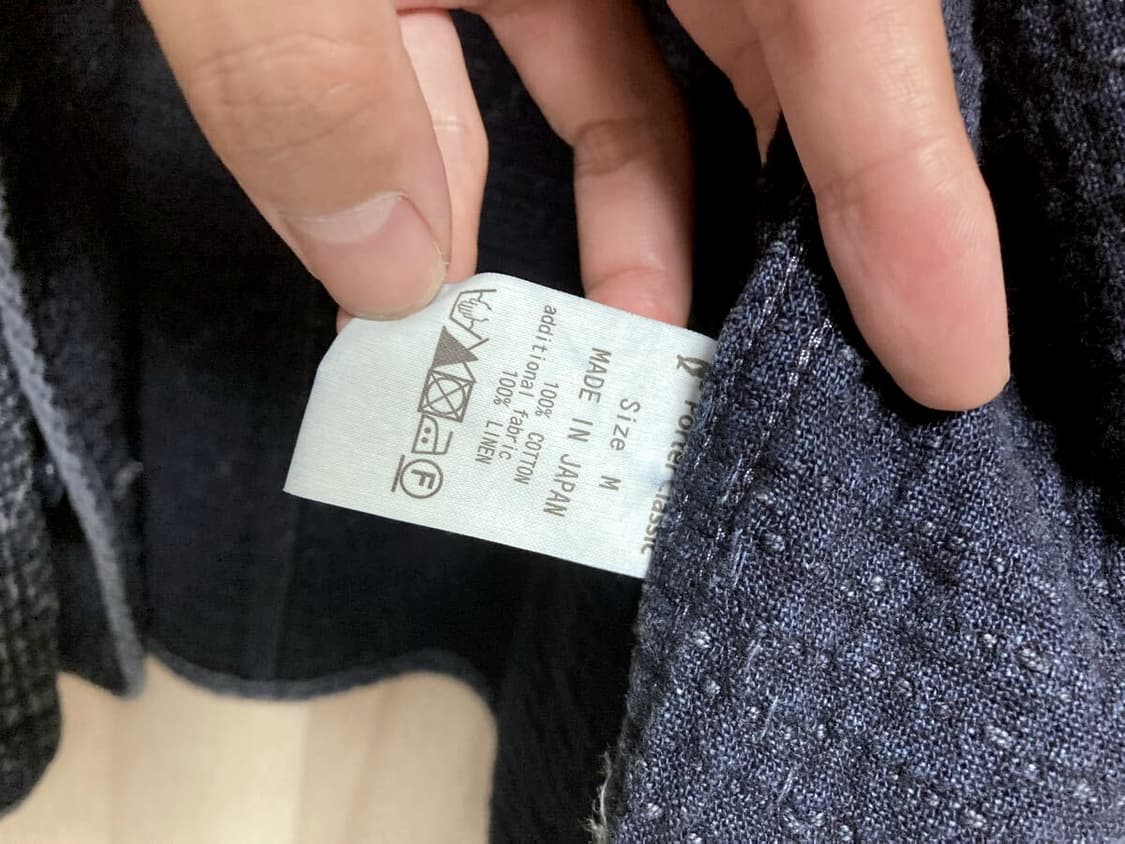 Porter Classic
Size M
MADE IN JAPAN
100% COTTON
additional fabric
100% LINEN
F